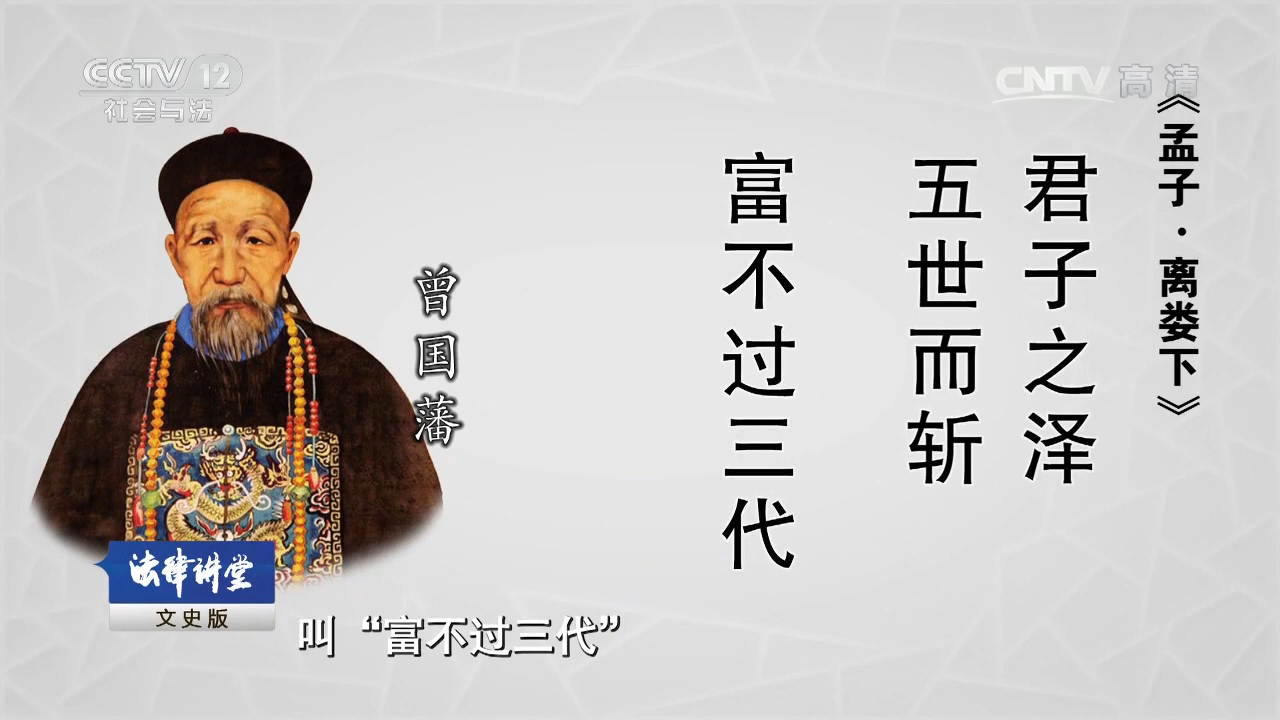 CCTV 12
社会与法
CNTV 高清
《孟子·离娄下》
君子之泽
五世而斩
富不过三代
曾国藩
法律讲堂
文史版
叫“富不过三代”